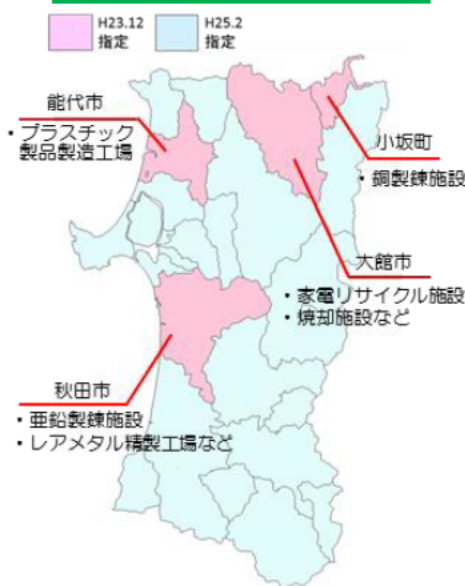 H23.12
指定
H25.2
指定
能代市
・プラスチック
製品製造工場
小坂町
・銅製錬施設
大館市
・家電リサイクル施設
・焼却施設など
秋田市
・亜鉛製錬施設
・レアメタル精製工場など